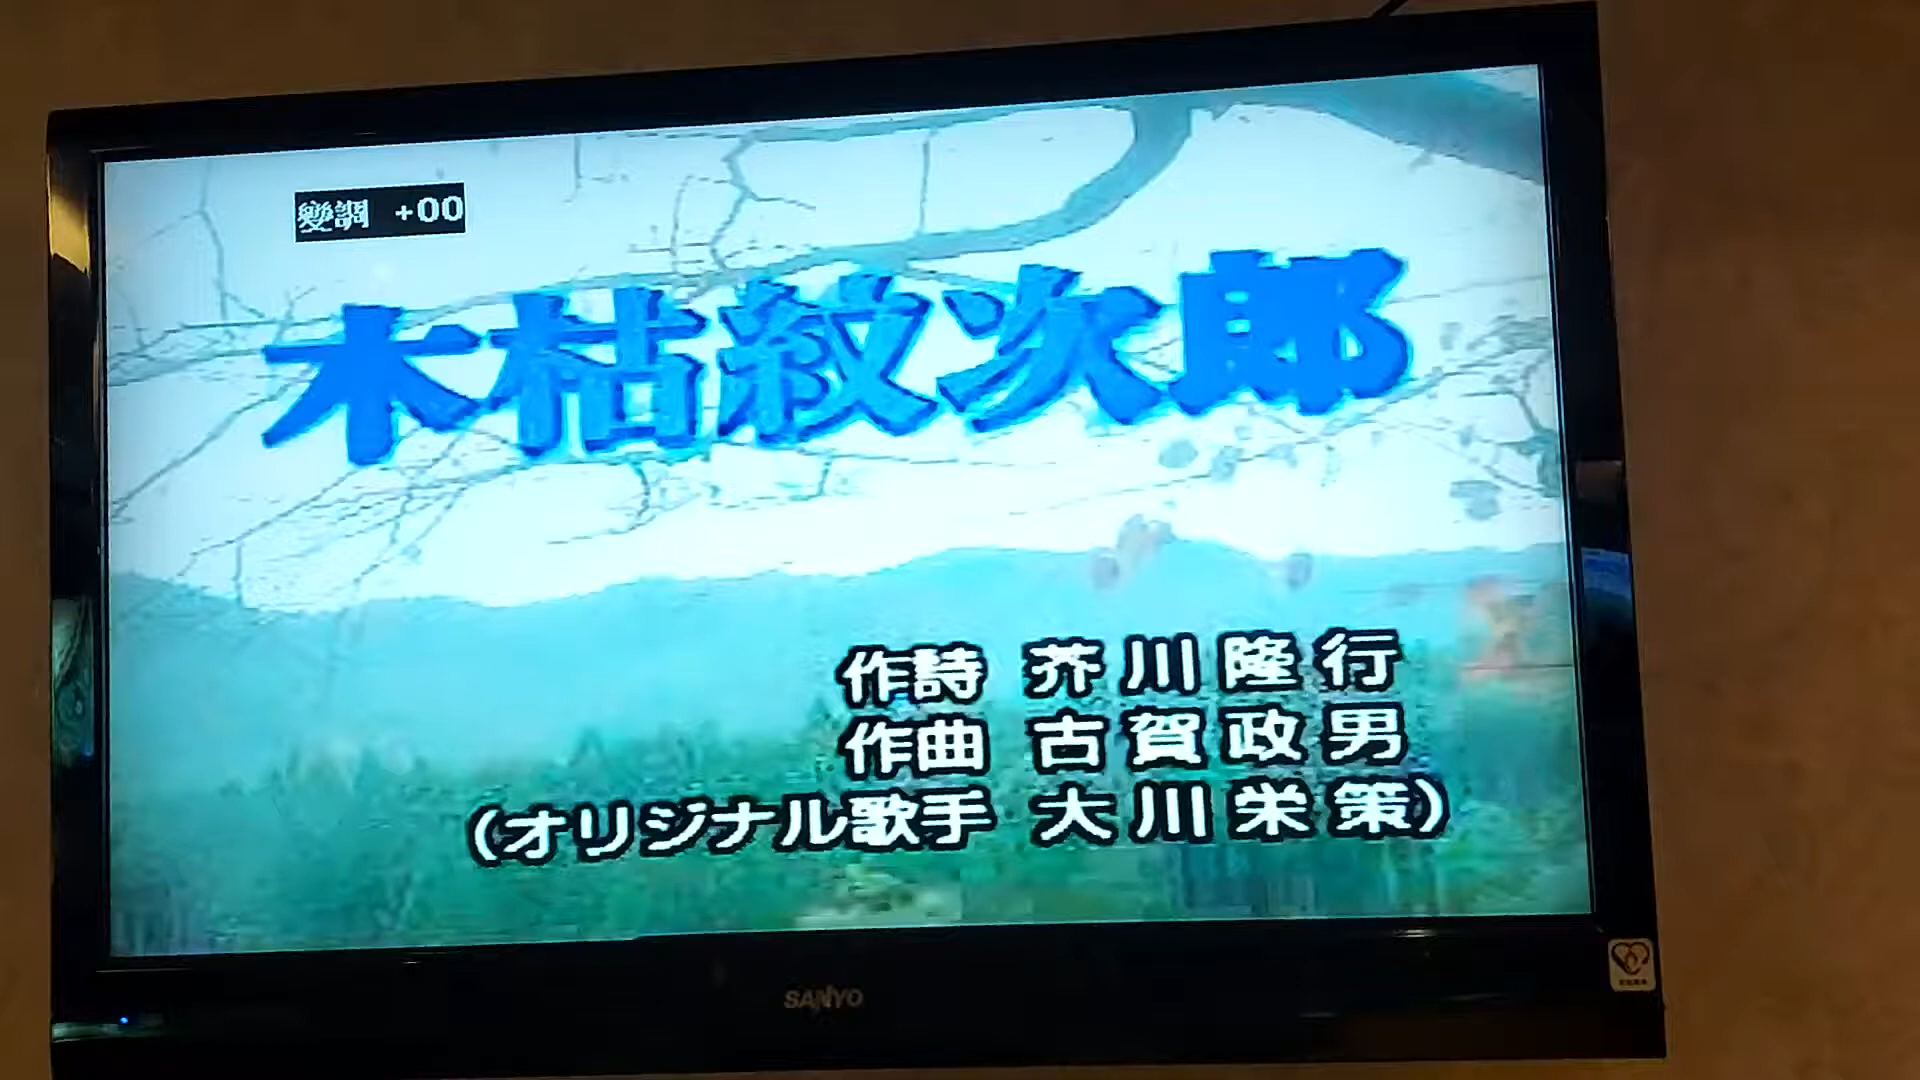 變調 +00
木枯紋次郎
作詩 芥川隆行
作曲 古賀政男
(オリジナル歌手 大川栄策)
SANYO